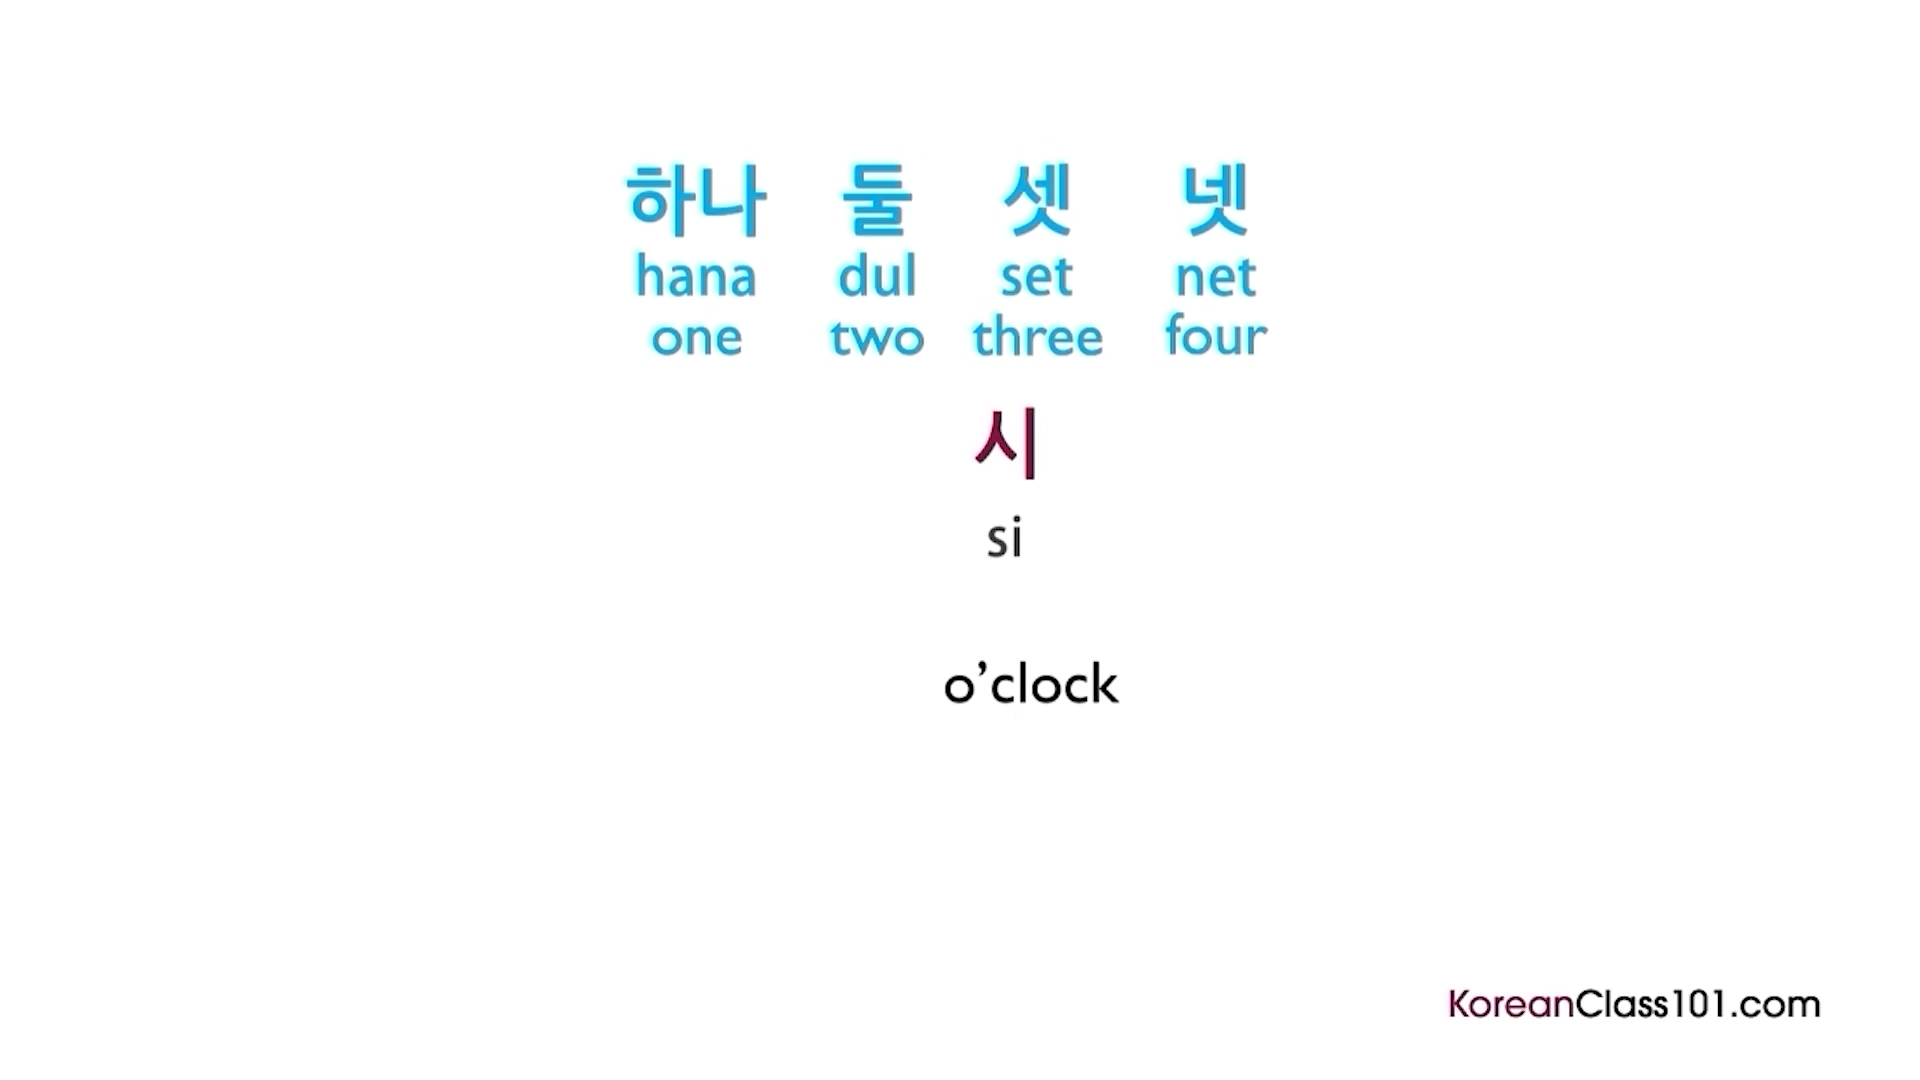 하나 둘 셋 넷
hana dul set net
one two three four
시
si
o’clock
KoreanClass101.com